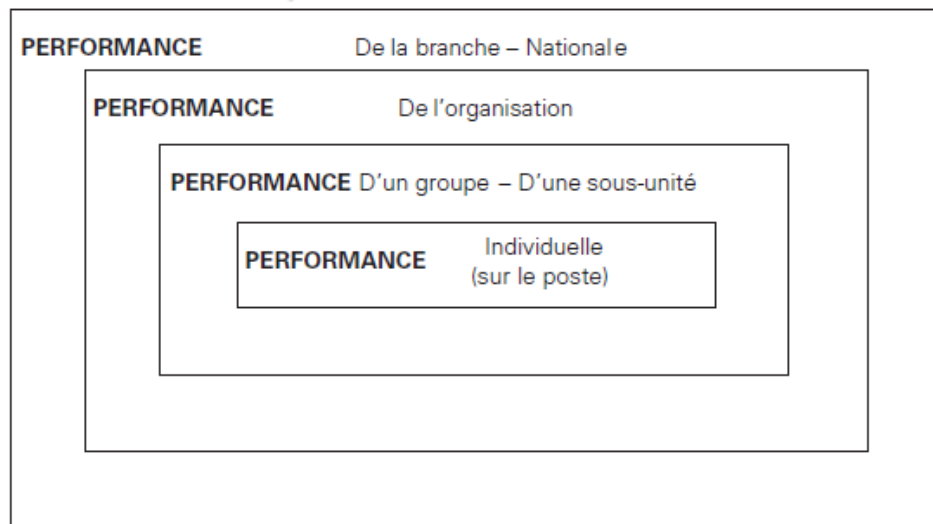 PERFORMANCE De la branche – Nationale
PERFORMANCE De l'organisation
PERFORMANCE D'un groupe – D'une sous-unité
PERFORMANCE Individuelle
(sur le poste)